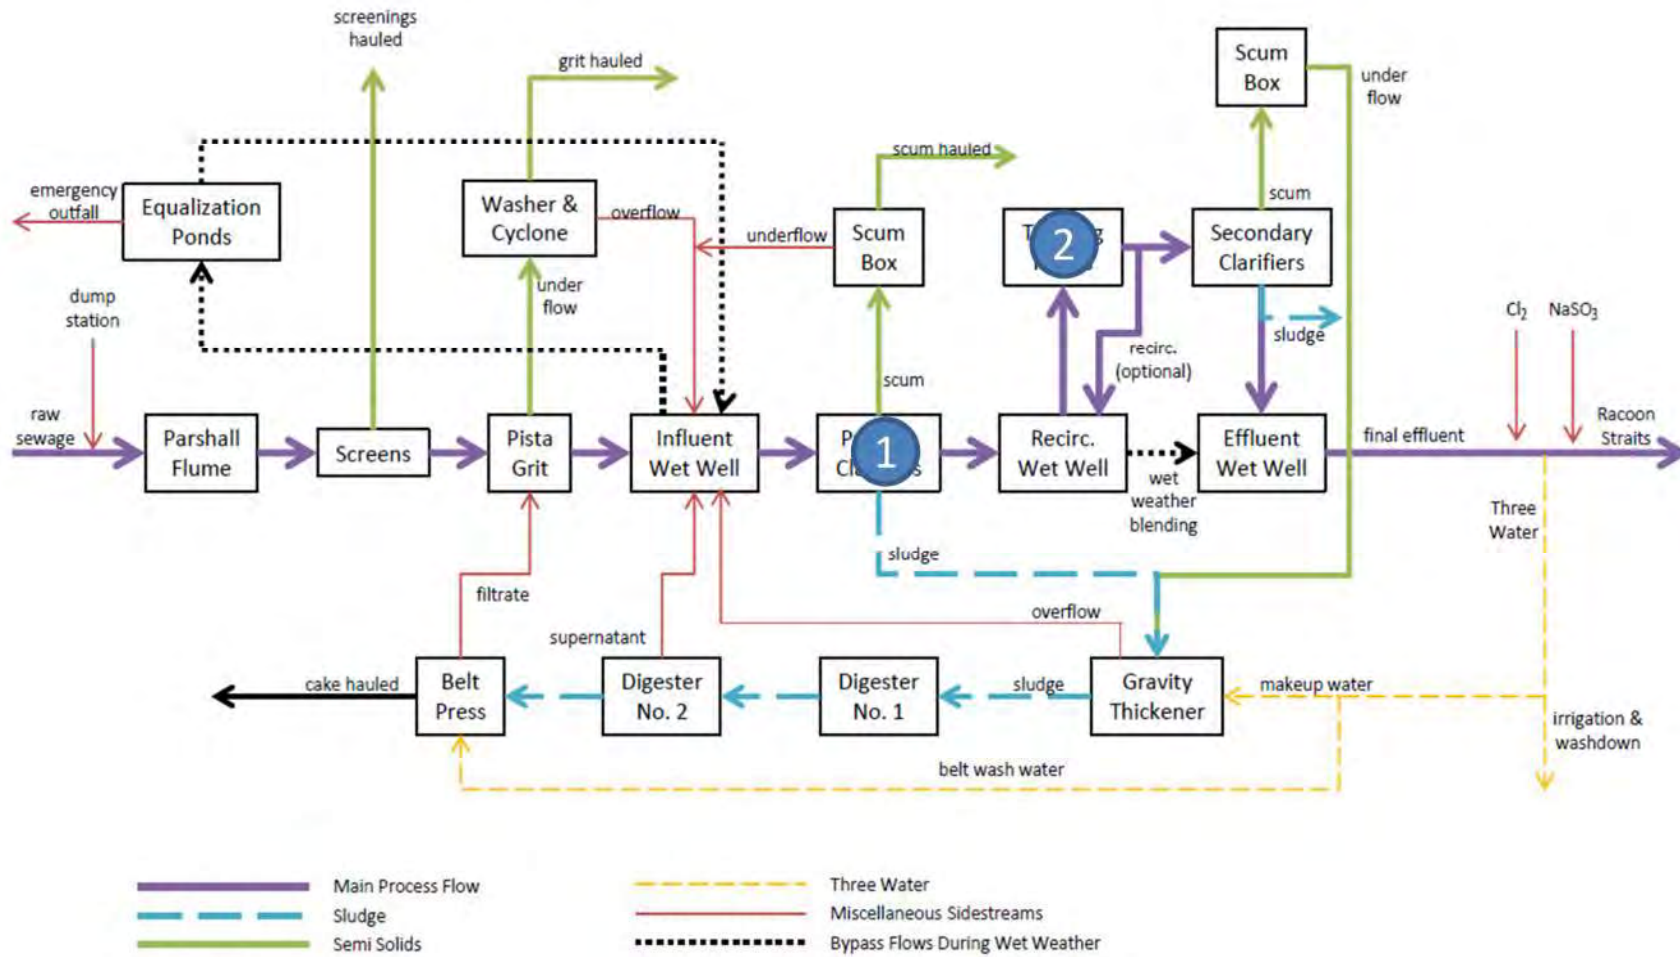 screenings
hauled
grit hauled
Scum
Box
under
flow
scum hauled
emergency
outfall
Equalization
Ponds
Washer &
Cyclone
overflow
underflow
Scum
Box
2
scum
Secondary
Clarifiers
dump
station
under
flow
sludge
Cl2
NaSO3
recirc.
(optional)
scum
raw
sewage
Parshall
Flume
Screens
Pista
Grit
Influent
Wet Well
1
Recirc.
Wet Well
Effluent
Wet Well
final effluent
Racoon
Straits
wet
weather
blending
Three
Water
sludge
filtrate
overflow
supernatant
cake hauled
Belt
Press
Digester
No. 2
Digester
No. 1
sludge
Gravity
Thickener
makeup water
irrigation &
washdown
belt wash water
Main Process Flow
Sludge
Semi Solids
Three Water
Miscellaneous Sidestreams
Bypass Flows During Wet Weather